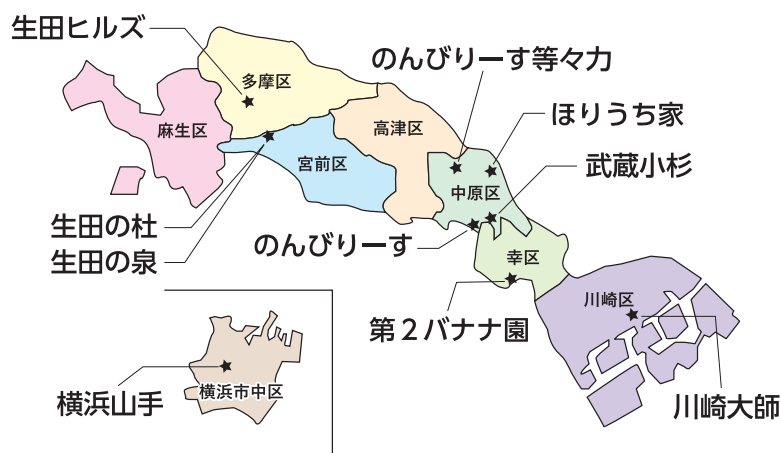 生田ヒルズ
のんびりーす等々力
多摩区
ほりうち家
麻生区
高津区
宮前区
武蔵小杉
中原区
生田の杜
のんびりーす
生田の泉
幸区
川崎区
第２バナナ園
横浜市中区
横浜山手
川崎大師